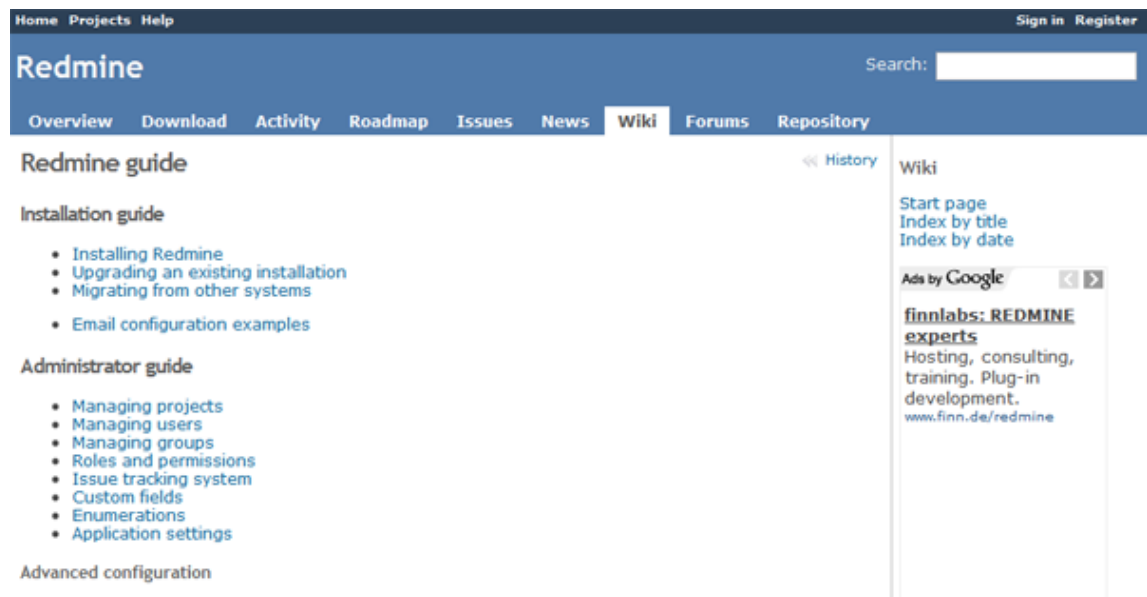 Home Projects Help
Sign in Register
Redmine
Search:
Overview Download Activity Roadmap Issues News Wiki Forums Repository
Redmine guide
History
Installation guide
Installing Redmine
Upgrading an existing installation
Migrating from other systems
Email configuration examples
Administrator guide
Managing projects
Managing users
Managing groups
Roles and permissions
Issue tracking system
Custom fields
Enumerations
Application settings
Advanced configuration
Wiki
Start page
Index by title
Index by date
Ads by Google
finnlabs: REDMINE
experts
Hosting, consulting,
training. Plug-in
development.
www.finn.de/redmine